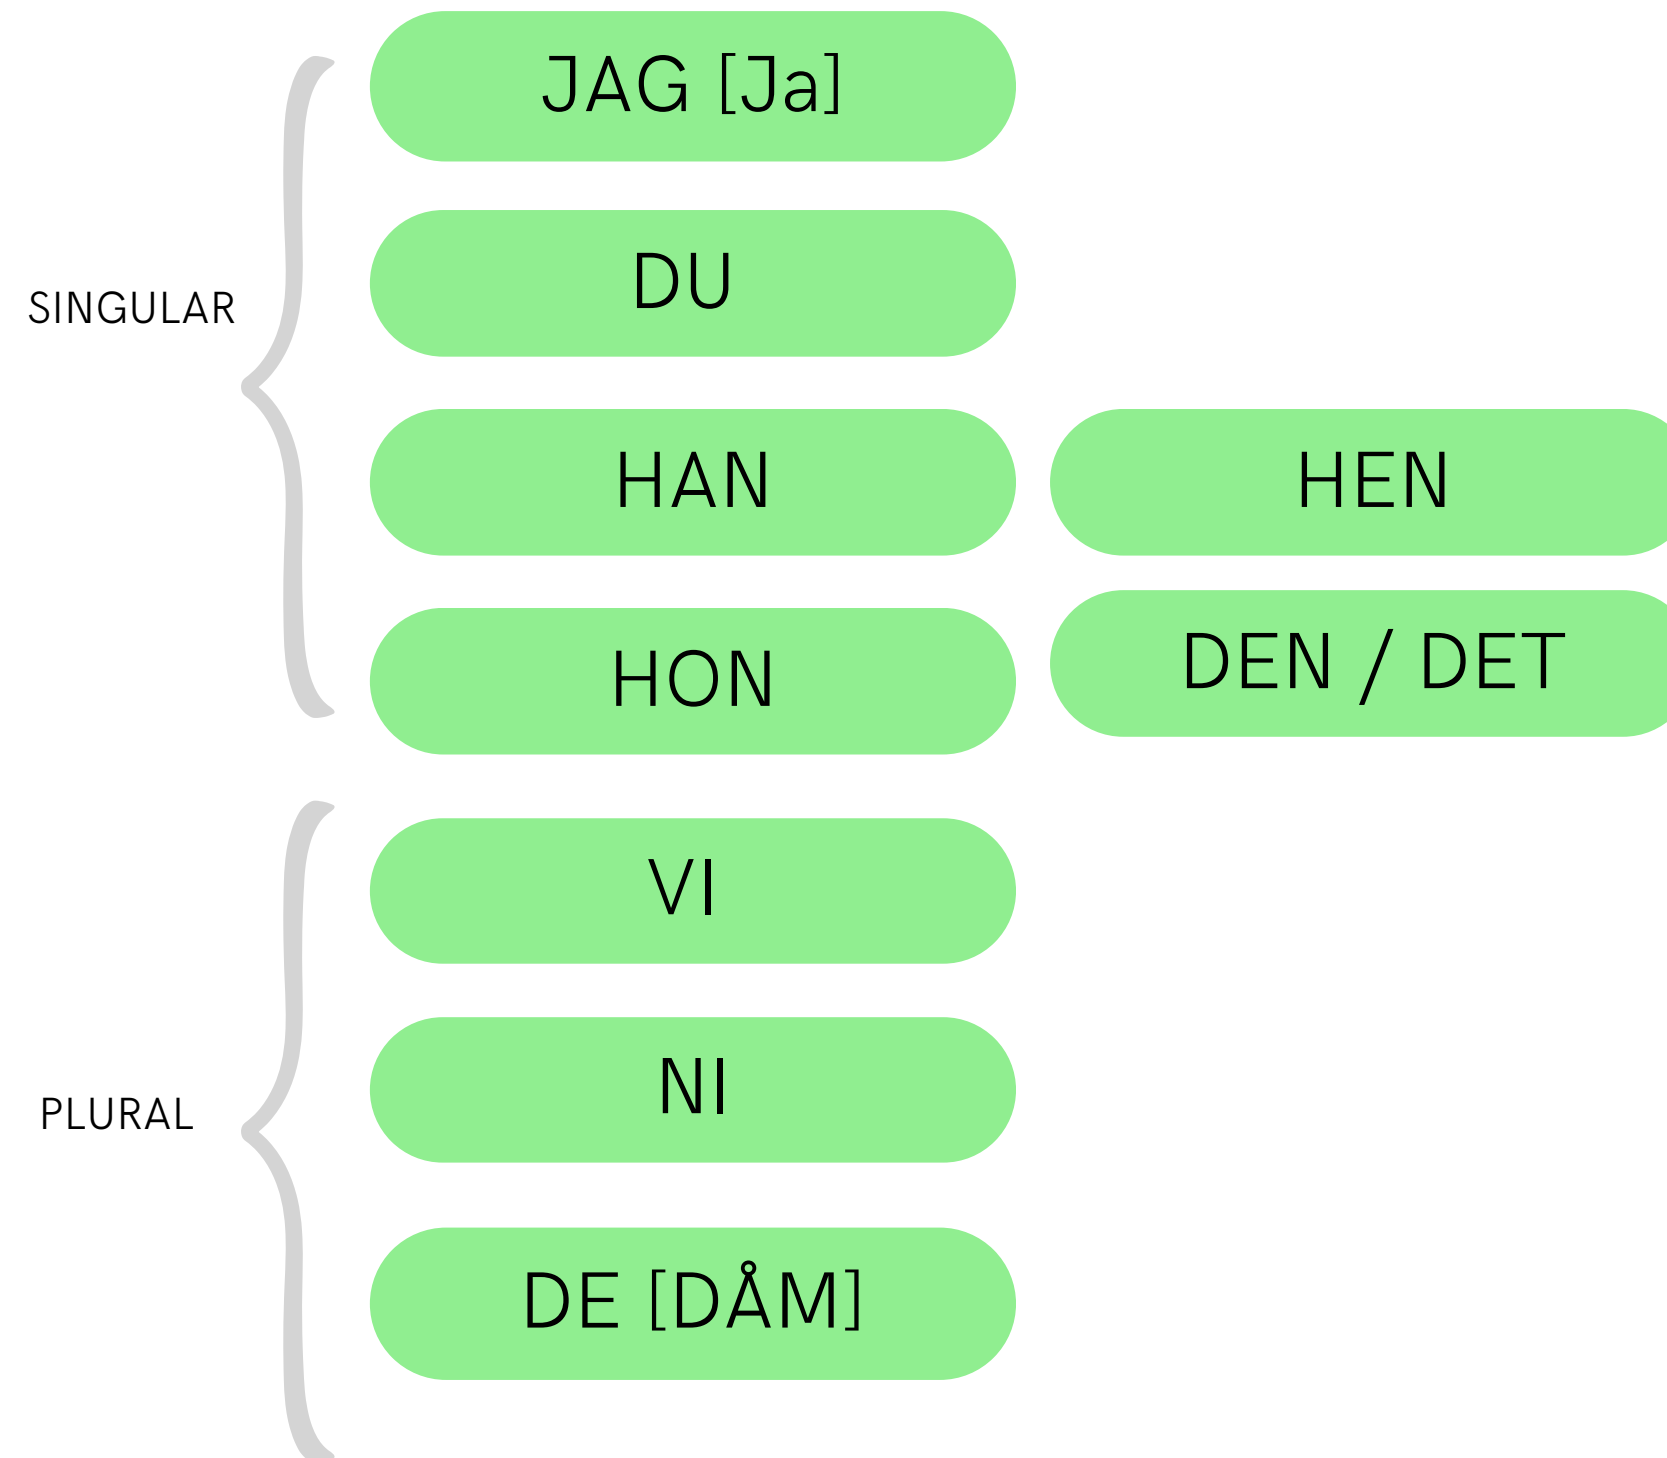 JAG [Ja]
DU
SINGULAR
HAN
HEN
HON
DEN / DET
VI
NI
PLURAL
DE [DÅM]